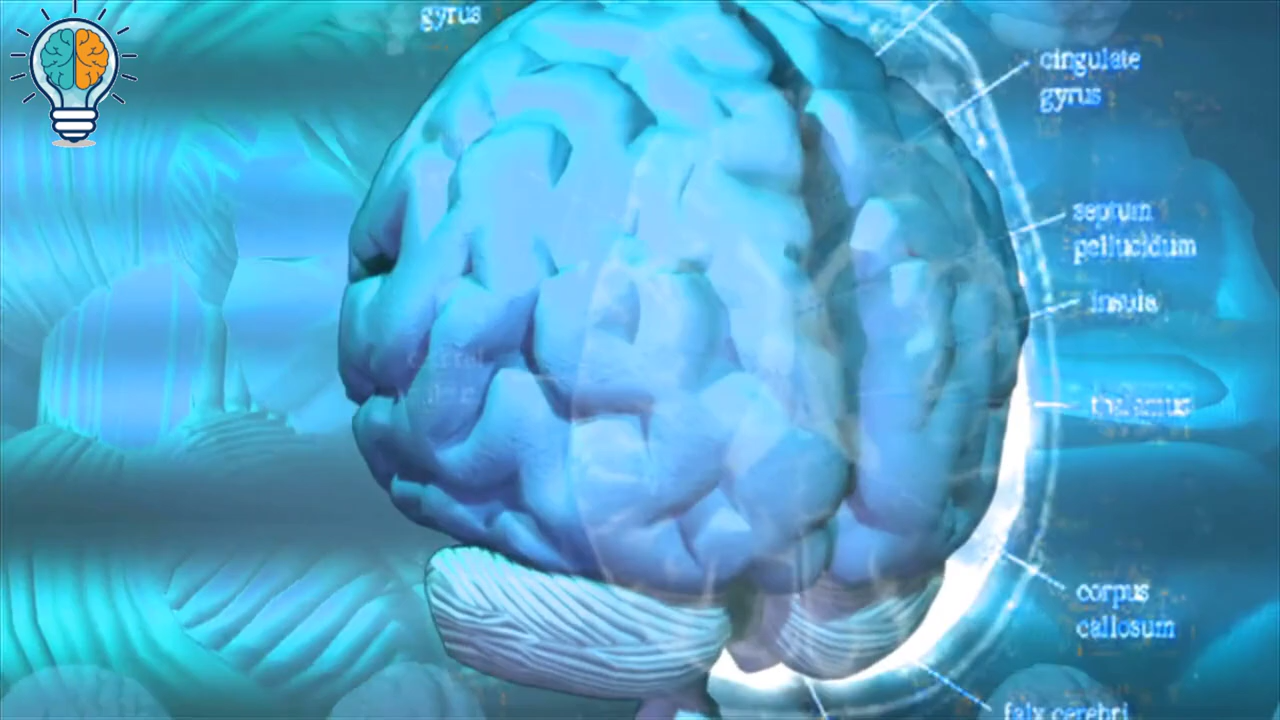 gyrus
cingulate
gyrus
septum
pellucidum
insula
thalamus
corpus
callosum
falx cerebri